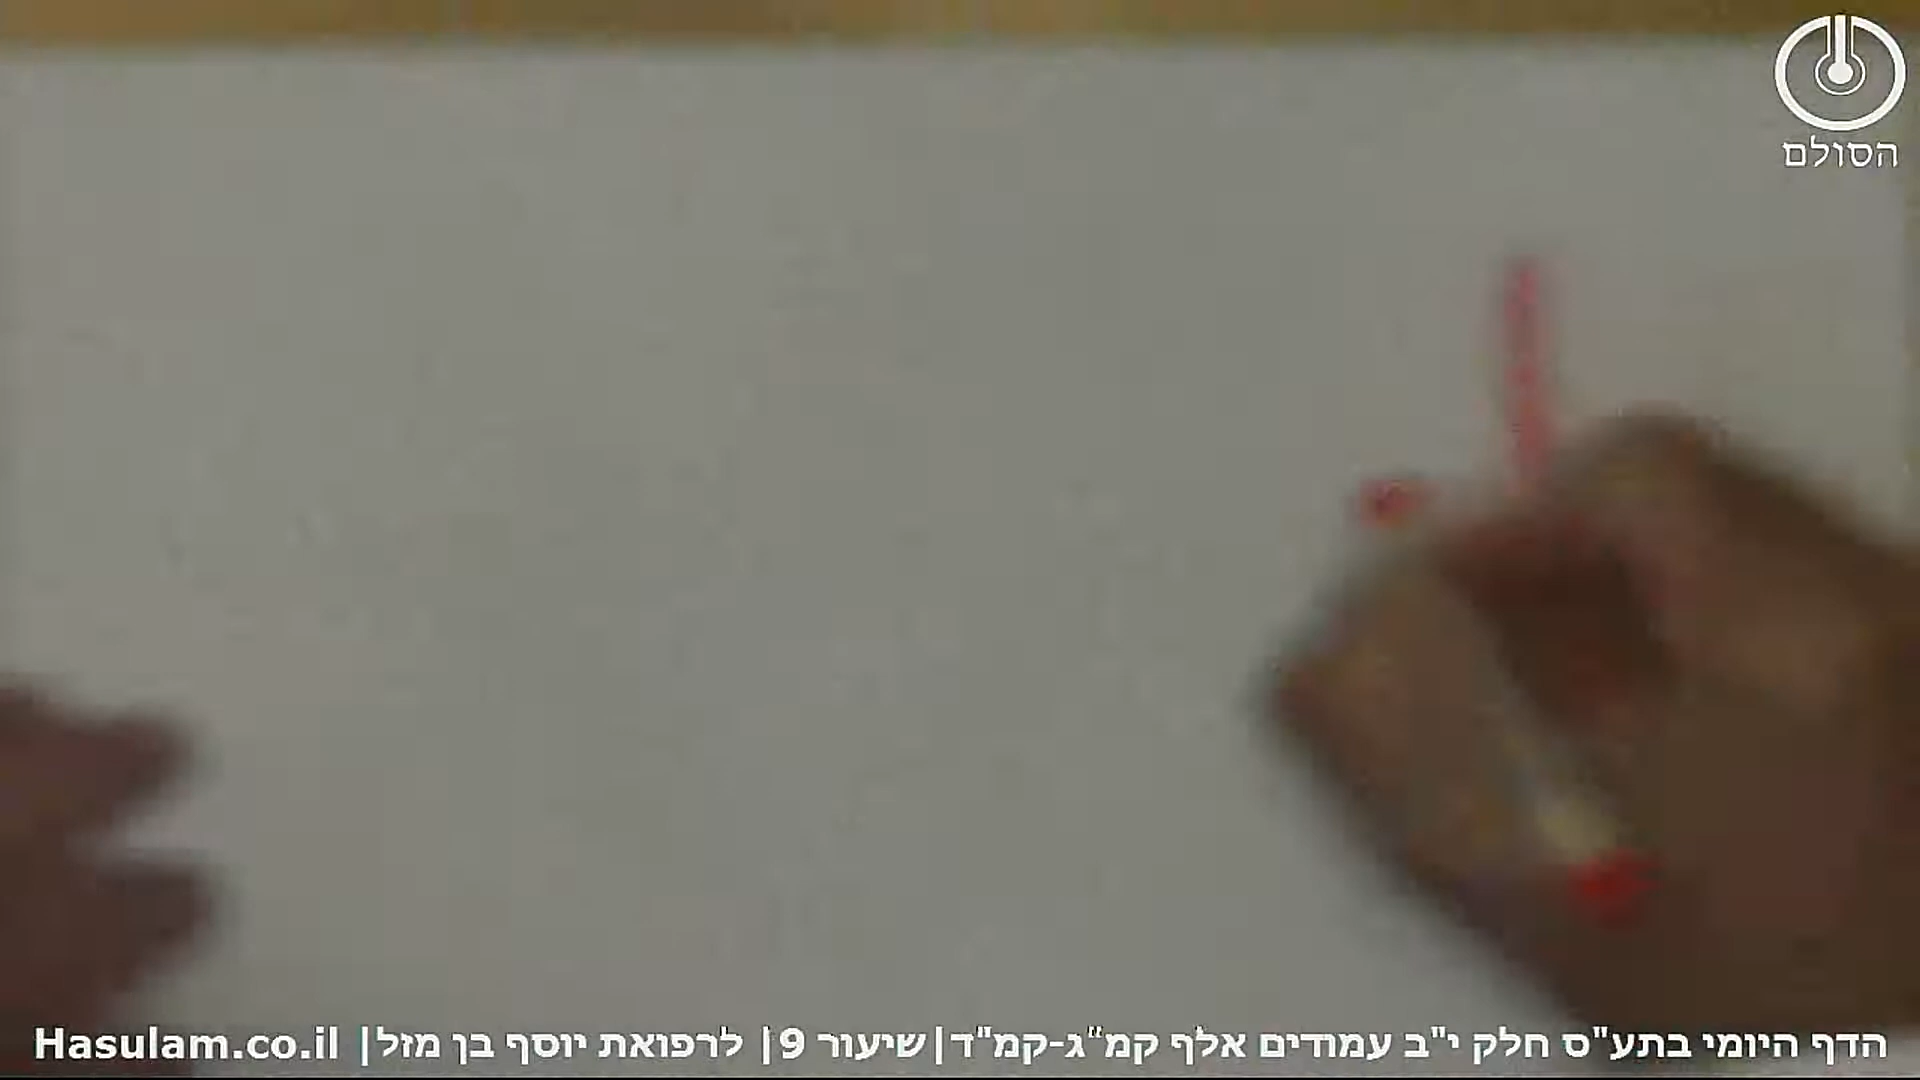 הסולם
הדף היומי בתע"ס חלק י"ב עמודים אלף קמ"ג-קמ"ד|שיעור 9| לרפואת יוסף בן מזל| Hasulam.co.il